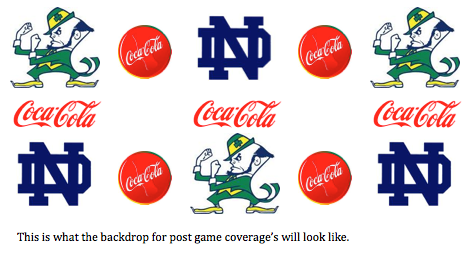 Coca-Cola ND Coca-Cola
Coca-Cola Coca-Cola Coca-Cola
ND Coca-Cola Coca-Cola ND
This is what the backdrop for post game coverage's will look like.